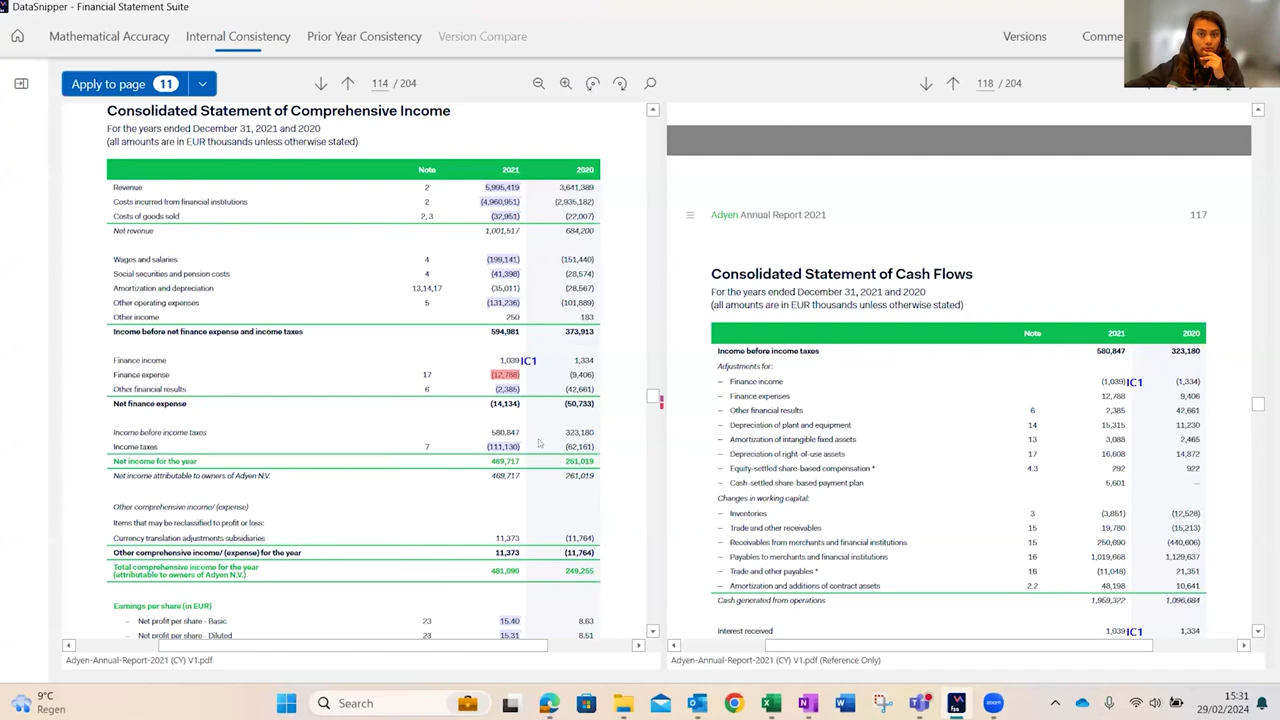 DataSnipper - Financial Statement Suite
Mathematical Accuracy Internal Consistency Prior Year Consistency Version Compare Versions Comme
Apply to page 11 114 / 204 118 / 204
Consolidated Statement of Comprehensive Income
For the years ended December 31, 2021 and 2020
(all amounts are in EUR thousands unless otherwise stated)
Note 2021 2020
Revenue 2 5,995,419 3,641,389
Costs incurred from financial institutions 2 (4,960,951) (2,935,182)
Costs of goods sold 2, 3 (32,951) (22,007)
Net revenue 1,001,517 684,200
Wages and salaries 4 (199,141) (151,440)
Social securities and pension costs 4 (41,398) (28,574)
Amortization and depreciation 13,14,17 (35,011) (28,567)
Other operating expenses 5 (131,236) (101,889)
Other income 250 183
Income before net finance expense and income taxes 594,981 373,913
Finance income 1,039 IC1 1,334
Finance expense 17 (12,788) (9,406)
Other financial results 6 (2,385) (42,661)
Net finance expense (14,134) (50,733)
Income before income taxes 580,847 323,180
Income taxes 7 (111,130) (62,161)
Net income for the year 469,717 261,019
Net income attributable to owners of Adyen N.V. 469,717 261,019
Other comprehensive income/ (expense)
Items that may be reclassified to profit or loss:
Currency translation adjustments subsidiaries 11,373 (11,764)
Other comprehensive income/ (expense) for the year 11,373 (11,764)
Total comprehensive income for the year
(attributable to owners of Adyen N.V.) 481,090 249,255
Earnings per share (in EUR)
– Net profit per share - Basic 23 15.40 8.63
– Net profit per share - Diluted 23 15.31 8.51
Adyen-Annual-Report-2021 (CY) V1.pdf
Adyen Annual Report 2021 117
Consolidated Statement of Cash Flows
For the years ended December 31, 2021 and 2020
(all amounts are in EUR thousands unless otherwise stated)
Note 2021 2020
Income before income taxes 580,847 323,180
Adjustments for:
– Finance income (1,039) IC1 (1,334)
– Finance expenses 12,788 9,406
– Other financial results 6 2,385 42,661
– Depreciation of plant and equipment 14 15,315 11,230
– Amortization of intangible fixed assets 13 3,088 2,465
– Depreciation of right-of-use assets 17 16,608 14,872
– Equity-settled share-based compensation * 4.3 292 922
– Cash-settled share-based payment plan 5,601 —
Changes in working capital:
– Inventories 3 (3,851) (12,528)
– Trade and other receivables 15 19,780 (15,213)
– Receivables from merchants and financial institutions 15 250,690 (440,606)
– Payables to merchants and financial institutions 16 1,019,668 1,129,637
– Trade and other payables * 16 (11,048) 21,351
– Amortization and additions of contract assets 2.2 48,198 10,641
Cash generated from operations 1,959,322 1,096,684
Interest received 1,039 IC1 1,334
Adyen-Annual-Report-2021 (CY) V1.pdf (Reference Only)
9°C
Regen
Search
15:31
29/02/2024